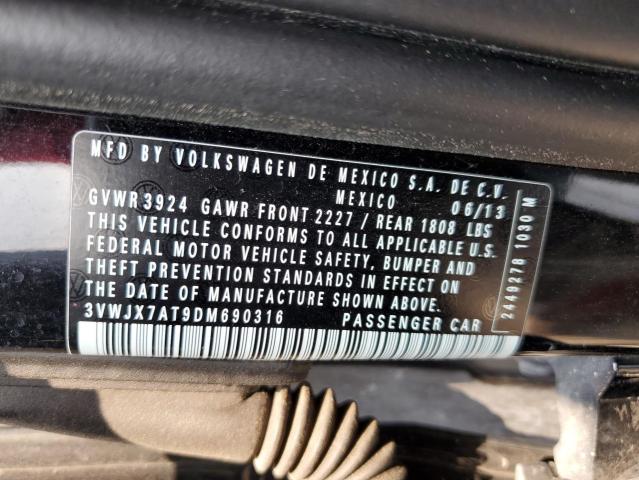 MFD BY VOLKSWAGEN DE MEXICO S.A. DE C.V.
MEXICO 06/13
GVWR 3924 GAWR FRONT 2227 / REAR 1808 LBS
THIS VEHICLE CONFORMS TO ALL APPLICABLE U.S.
FEDERAL MOTOR VEHICLE SAFETY, BUMPER AND
THEFT PREVENTION STANDARDS IN EFFECT ON
THE DATE OF MANUFACTURE SHOWN ABOVE.
3VWJX7AT9DM690316 PASSENGER CAR
2449278 1030 M